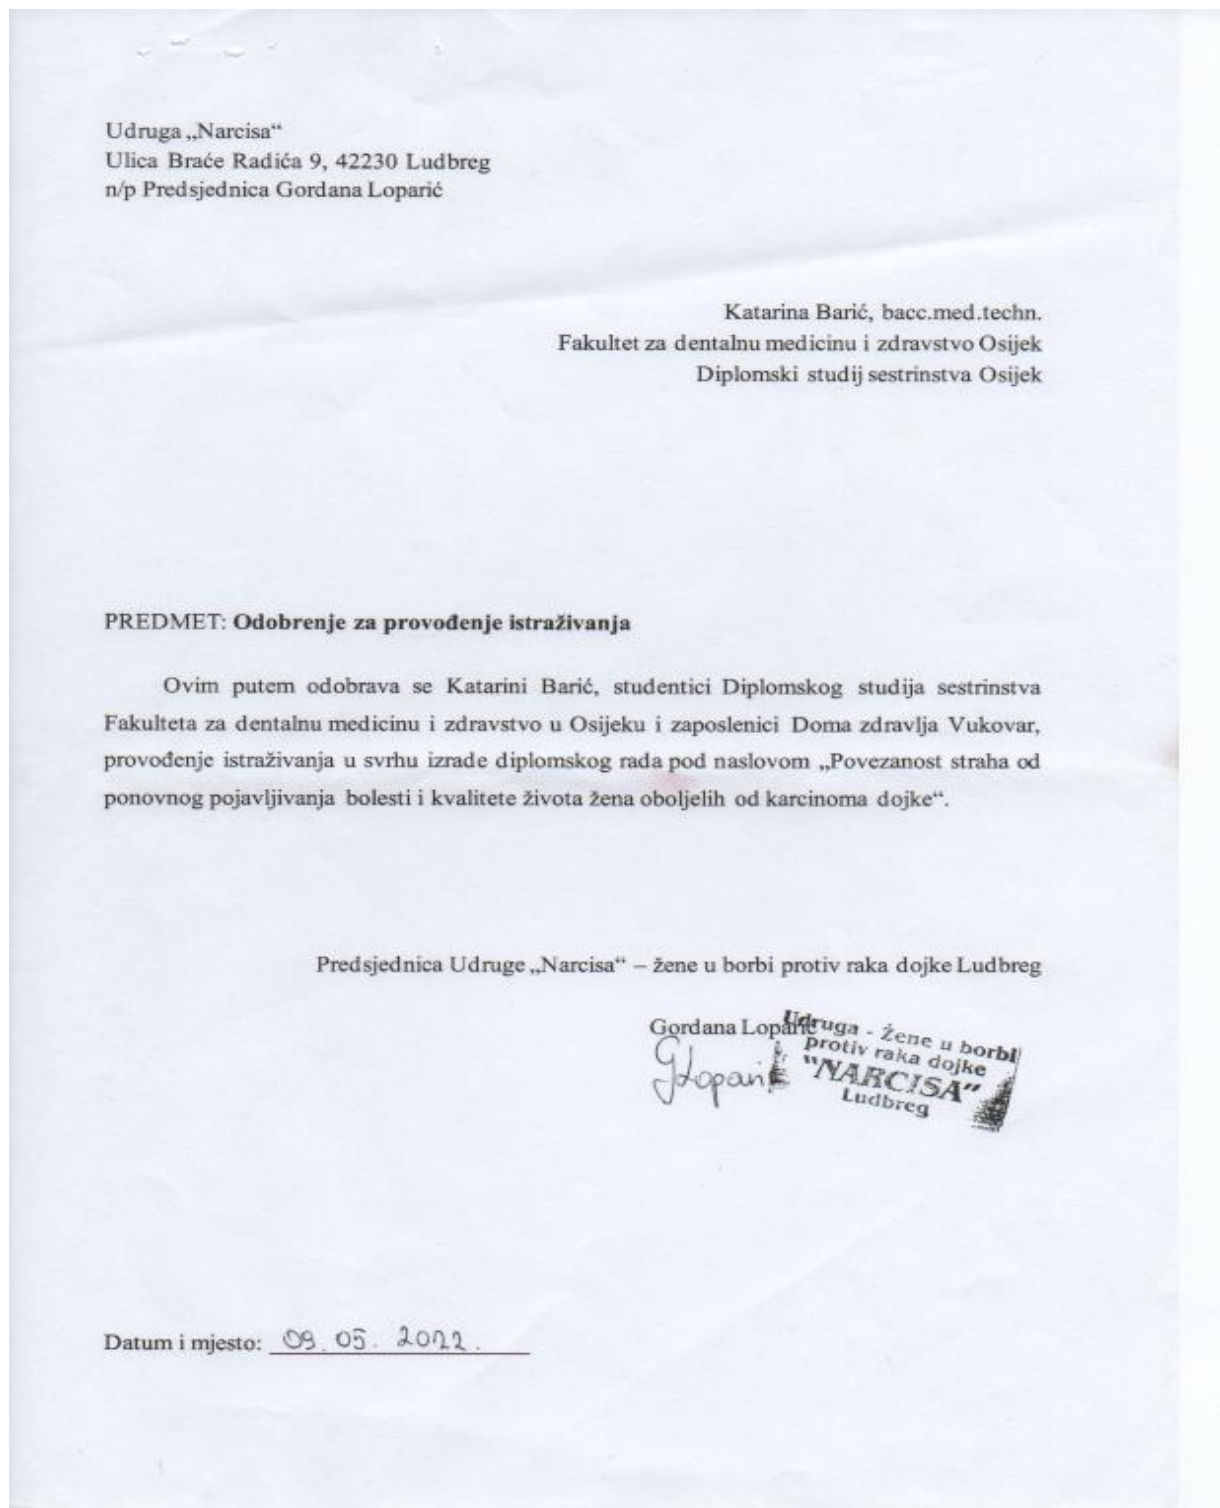 Udruga „Narcisa“
Ulica Braće Radića 9, 42230 Ludbreg
n/p Predsjednica Gordana Loparić
Katarina Barić, bacc.med.techn.
Fakultet za dentalnu medicinu i zdravstvo Osijek
Diplomski studij sestrinstva Osijek
PREDMET: Odobrenje za provođenje istraživanja
Ovim putem odobrava se Katarini Barić, studentici Diplomskog studija sestrinstva
Fakulteta za dentalnu medicinu i zdravstvo u Osijeku i zaposlenici Doma zdravlja Vukovar,
provođenje istraživanja u svrhu izrade diplomskog rada pod naslovom „Povezanost straha od
ponovnog pojavljivanja bolesti i kvalitete života žena oboljelih od karcinoma dojke“.
Predsjednica Udruge „Narcisa“ – žene u borbi protiv raka dojke Ludbreg
Gordana Loparić
GLoparić
Udruga - žene u borbi
protiv raka dojke
"NARCISA"
Ludbreg
Datum i mjesto: 09. 05. 2022.